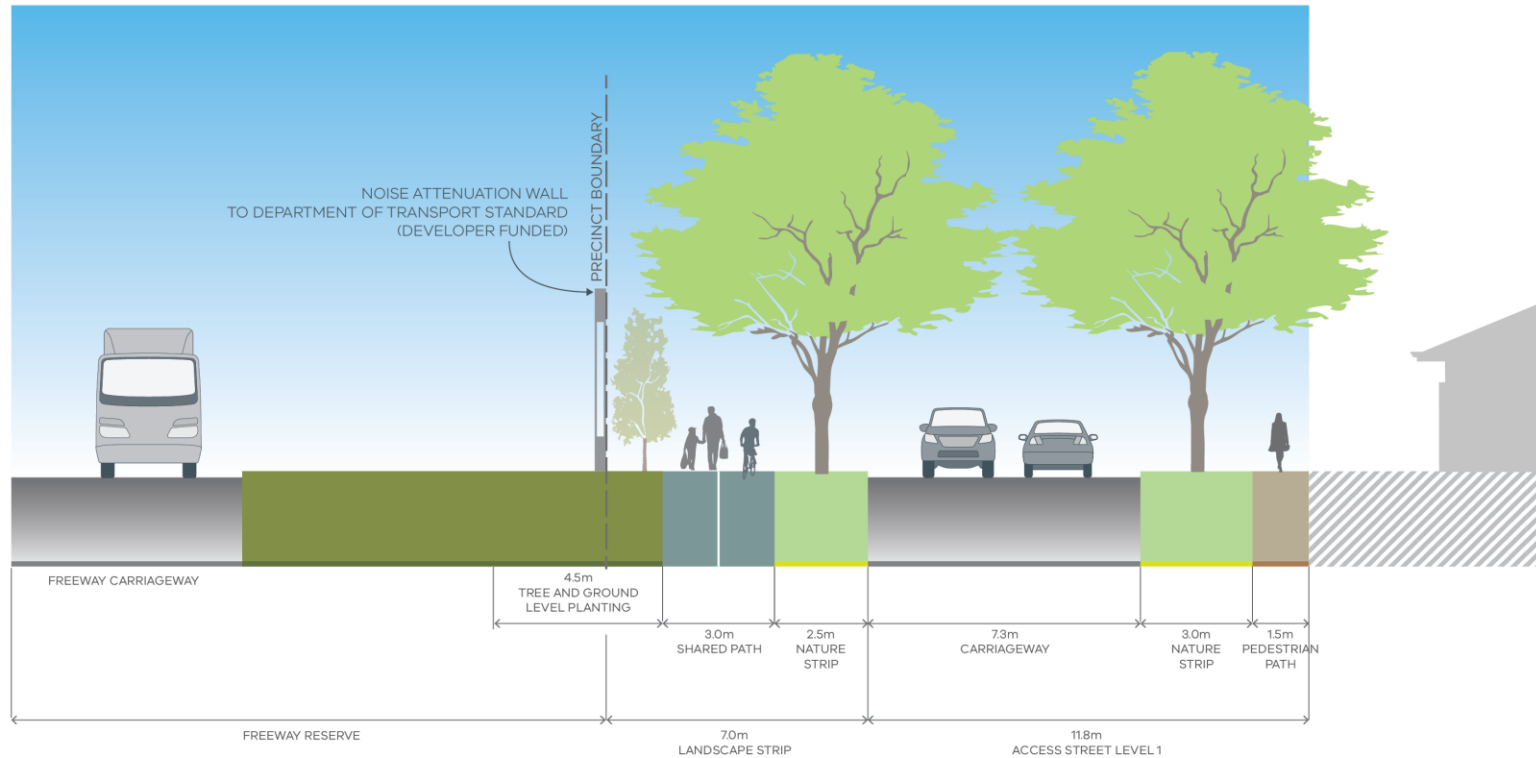 NOISE ATTENUATION WALL
TO DEPARTMENT OF TRANSPORT STANDARD
(DEVELOPER FUNDED)
PRECINCT BOUNDARY
FREEWAY CARRIAGEWAY
4.5m
TREE AND GROUND
LEVEL PLANTING
3.0m
SHARED PATH
2.5m
NATURE
STRIP
7.3m
CARRIAGEWAY
3.0m
NATURE
STRIP
1.5m
PEDESTRIAN
PATH
FREEWAY RESERVE
7.0m
LANDSCAPE STRIP
11.8m
ACCESS STREET LEVEL 1